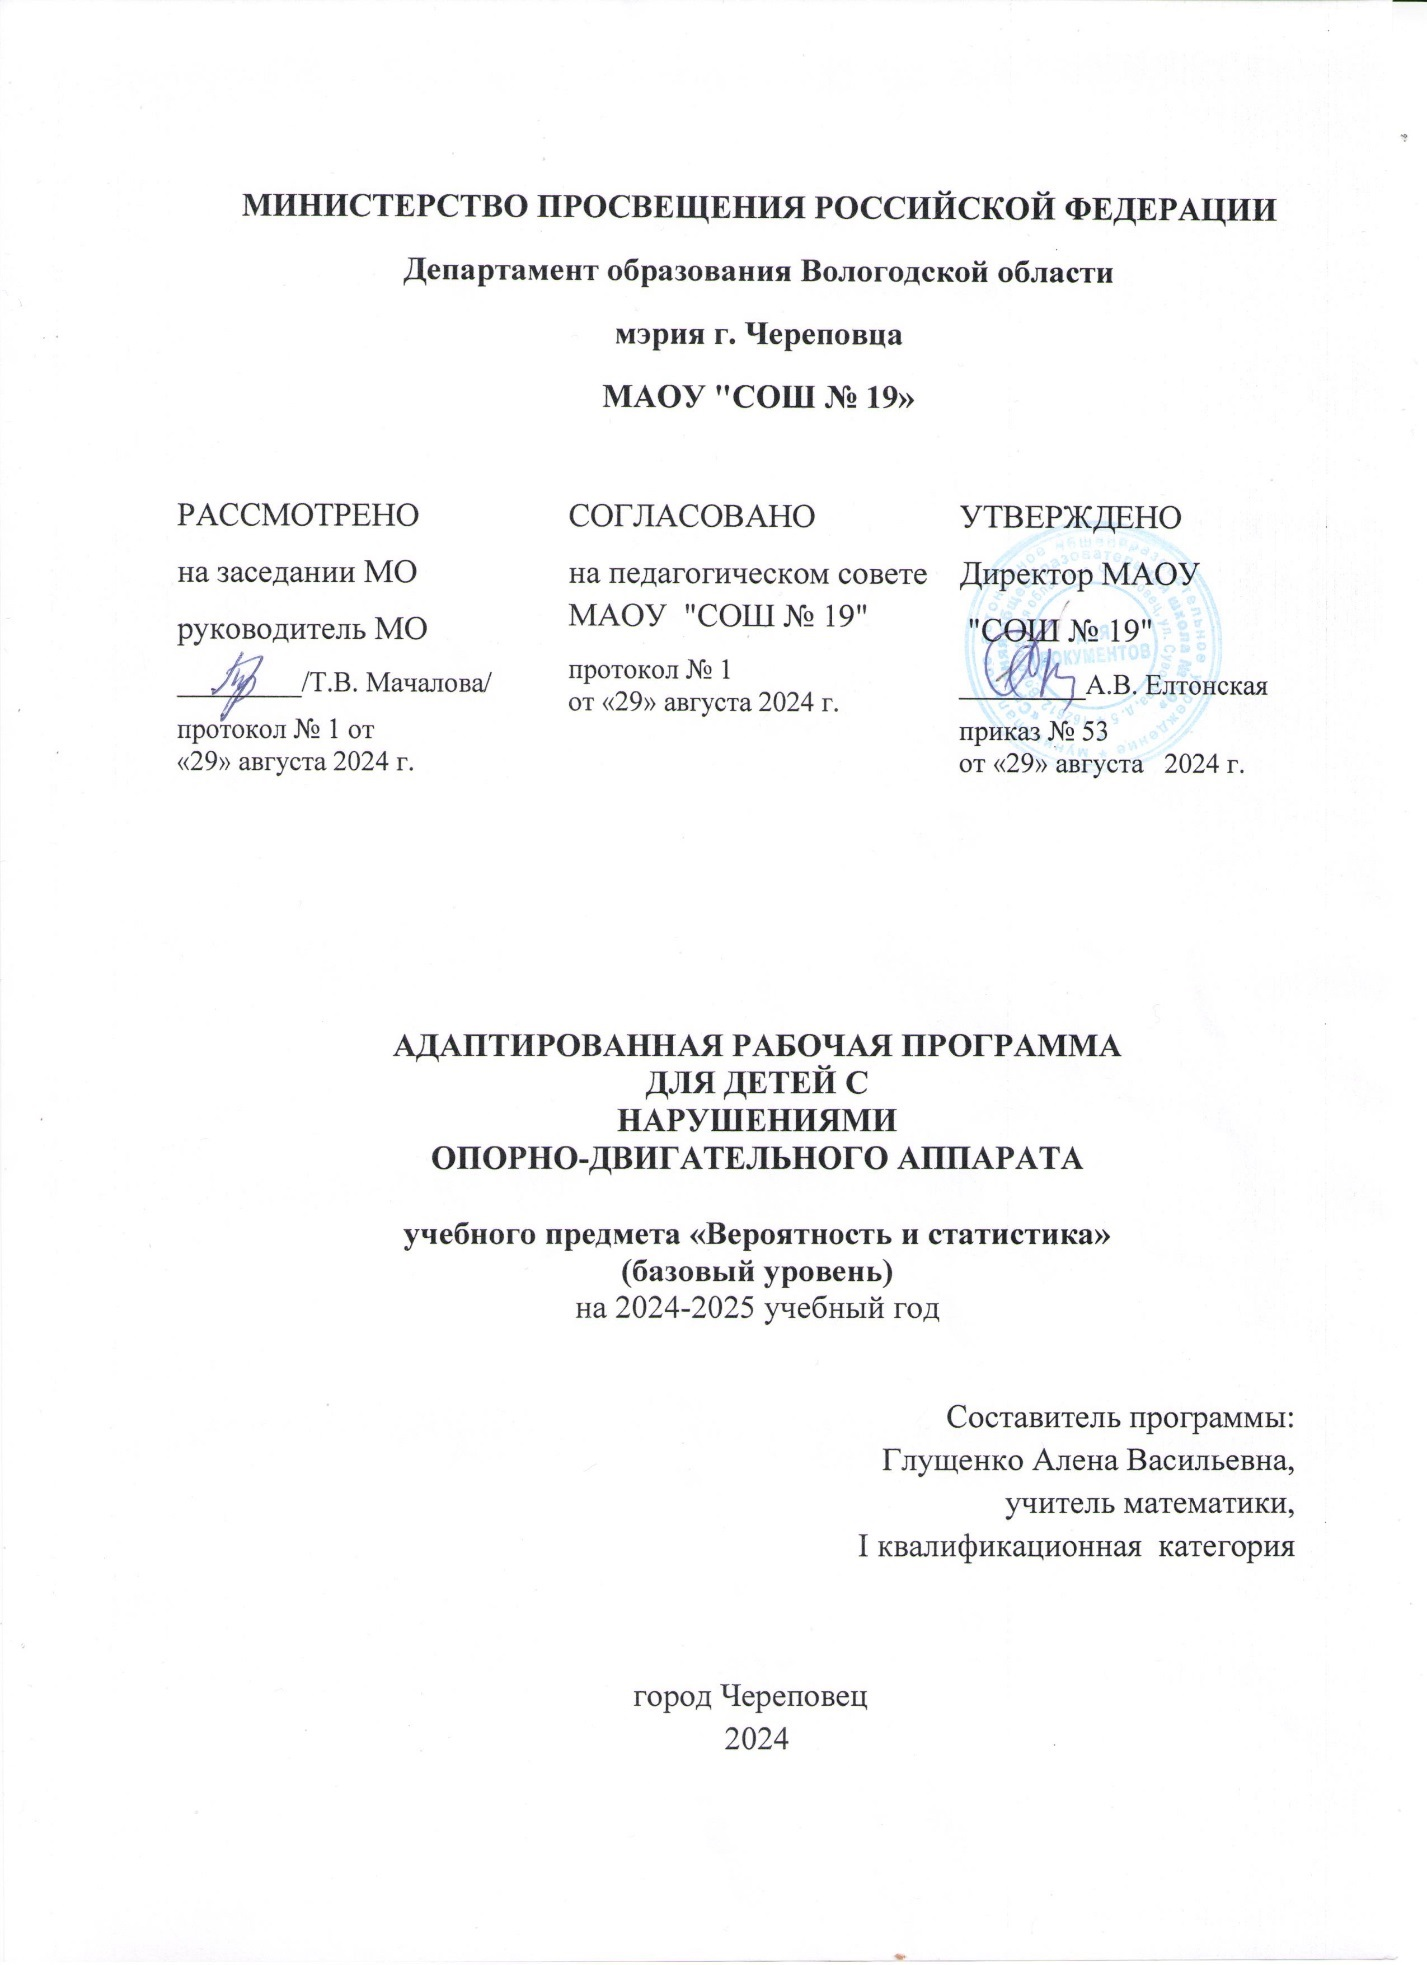 МИНИСТЕРСТВО ПРОСВЕЩЕНИЯ РОССИЙСКОЙ ФЕДЕРАЦИИ
Департамент образования Вологодской области
мэрия г. Череповца
МАОУ "СОШ № 19»
РАССМОТРЕНО
на заседании МО
руководитель МО
_________/Т.В. Мачалова/
протокол № 1 от
«29» августа 2024 г.
СОГЛАСОВАНО
на педагогическом совете
МАОУ "СОШ № 19"
протокол № 1
от «29» августа 2024 г.
УТВЕРЖДЕНО
Директор МАОУ
"СОШ № 19"
_________А.В. Елтонская
приказ № 53
от «29» августа 2024 г.
ДОКУМЕНТОВ
АДАПТИРОВАННАЯ РАБОЧАЯ ПРОГРАММА
ДЛЯ ДЕТЕЙ С
НАРУШЕНИЯМИ
ОПОРНО-ДВИГАТЕЛЬНОГО АППАРАТА
учебного предмета «Вероятность и статистика»
(базовый уровень)
на 2024-2025 учебный год
Составитель программы:
Глущенко Алена Васильевна,
учитель математики,
I квалификационная категория
город Череповец
2024